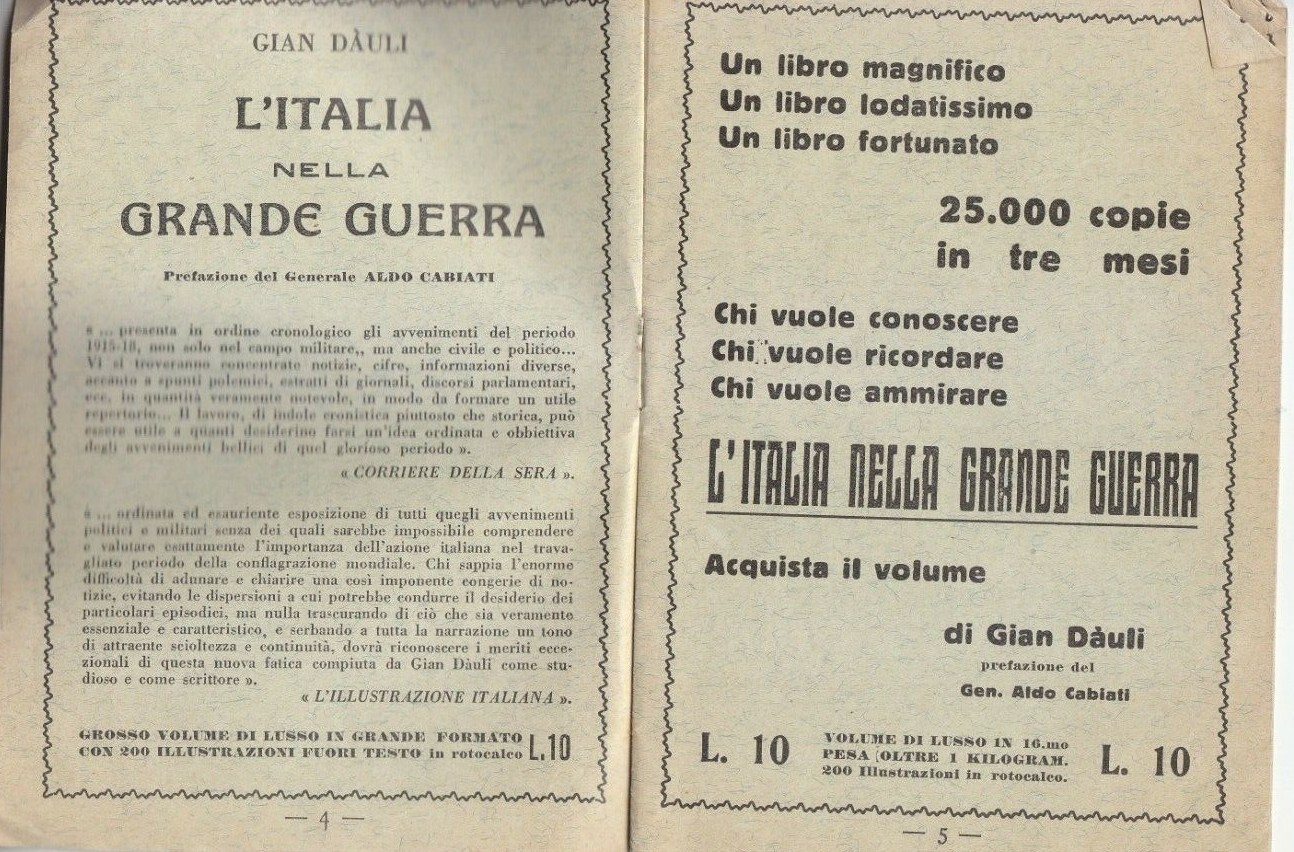 GIAN DÀULI
L'ITALIA
NELLA
GRANDE GUERRA
Prefazione del Generale ALDO CABIATI
« ... presenta in ordine cronologico gli avvenimenti del periodo
1915-18, non solo nel campo militare,, ma anche civile e politico...
Vi si troveranno concentrate notizie, cifre, informazioni diverse,
accanto a spunti polemici, estratti di giornali, discorsi parlamentari,
ecc. in quantità veramente notevole, in modo da formare un utile
repertorio... Il lavoro, di indole cronistica piuttosto che storica, può
essere utile a quanti desiderino farsi un'idea ordinata e obbiettiva
degli avvenimenti bellici di quel glorioso periodo ».
« CORRIERE DELLA SERA ».
« ... ordinata ed esauriente esposizione di tutti quegli avvenimenti
politici e militari senza dei quali sarebbe impossibile comprendere
e valutare esattamente l'importanza dell'azione italiana nel trava-
gliato periodo della conflagrazione mondiale. Chi sappia l'enorme
difficoltà di adunare e chiarire una così imponente congerie di no-
tizie, evitando le dispersioni a cui potrebbe condurre il desiderio dei
particolari episodici, ma nulla trascurando di ciò che sia veramente
essenziale e caratteristico, e serbando a tutta la narrazione un tono
di attraente scioltezza e continuità, dovrà riconoscere i meriti ecce-
zionali di questa nuova fatica compiuta da Gian Dàuli come stu-
dioso e come scrittore ».
« L'ILLUSTRAZIONE ITALIANA ».
GROSSO VOLUME DI LUSSO IN GRANDE FORMATO
CON 200 ILLUSTRAZIONI FUORI TESTO in rotocalco L.10
— 4 —
Un libro magnifico
Un libro lodatissimo
Un libro fortunato
25.000 copie
in tre mesi
Chi vuole conoscere
Chi vuole ricordare
Chi vuole ammirare
L'ITALIA NELLA GRANDE GUERRA
Acquista il volume
di Gian Dàuli
prefazione del
Gen. Aldo Cabiati
L. 10
VOLUME DI LUSSO IN 16.mo
PESA OLTRE 1 KILOGRAM.
200 Illustrazioni in rotocalco.
L. 10
— 5 —